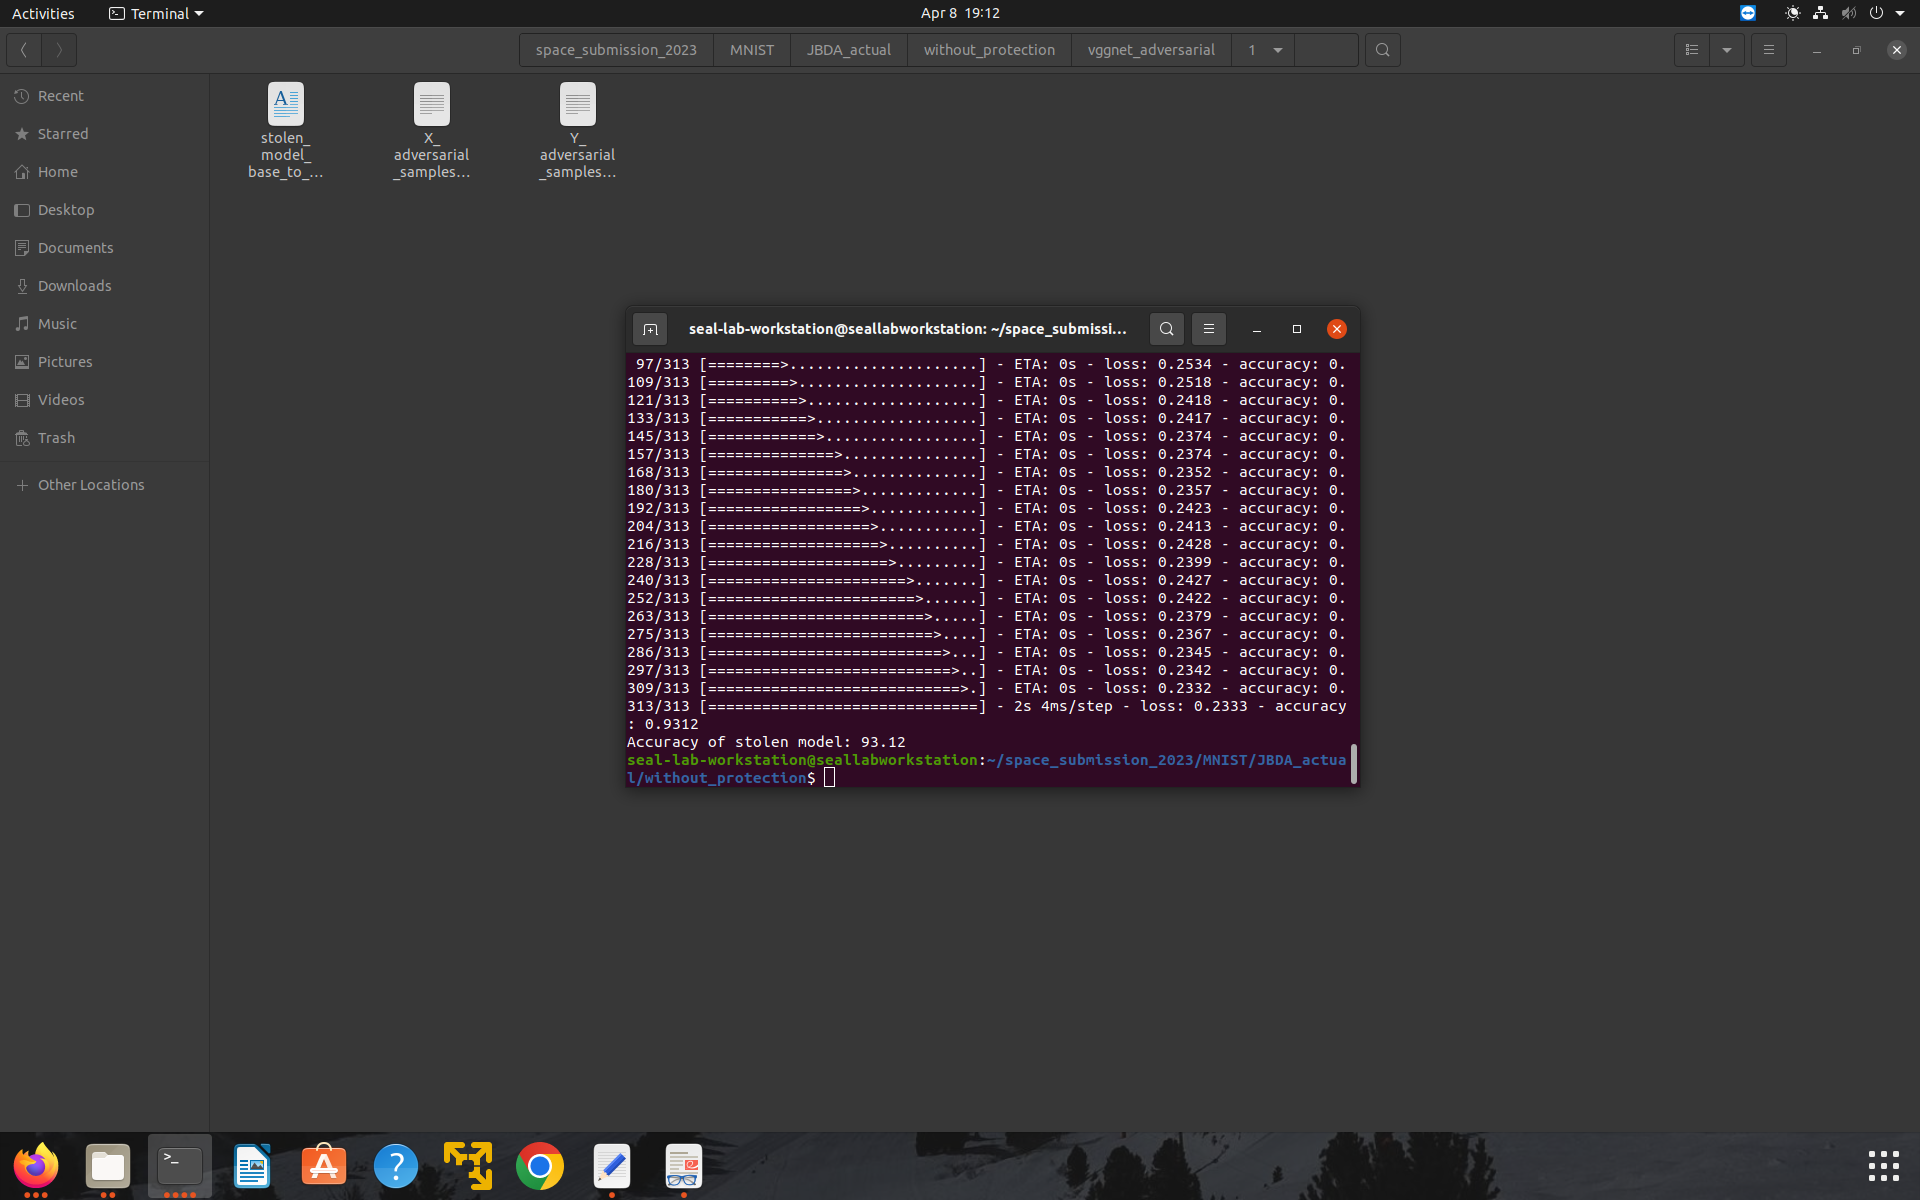 Activities
Terminal
Apr 8 19:12
space_submission_2023
MNIST
JBDA_actual
without_protection
vggnet_adversarial
1
Recent
Starred
Home
Desktop
Documents
Downloads
Music
Pictures
Videos
Trash
Other Locations
stolen_
model_
base_to_...
X_
adversarial
_samples...
Y_
adversarial
_samples...
seal-lab-workstation@seallabworkstation: ~/space_submissi...
97/313 [========>.....................] - ETA: 0s - loss: 0.2534 - accuracy: 0.
109/313 [=========>....................] - ETA: 0s - loss: 0.2518 - accuracy: 0.
121/313 [==========>...................] - ETA: 0s - loss: 0.2418 - accuracy: 0.
133/313 [===========>..................] - ETA: 0s - loss: 0.2417 - accuracy: 0.
145/313 [============>.................] - ETA: 0s - loss: 0.2374 - accuracy: 0.
157/313 [==============>...............] - ETA: 0s - loss: 0.2374 - accuracy: 0.
168/313 [===============>..............] - ETA: 0s - loss: 0.2352 - accuracy: 0.
180/313 [================>.............] - ETA: 0s - loss: 0.2357 - accuracy: 0.
192/313 [=================>............] - ETA: 0s - loss: 0.2423 - accuracy: 0.
204/313 [==================>...........] - ETA: 0s - loss: 0.2413 - accuracy: 0.
216/313 [===================>..........] - ETA: 0s - loss: 0.2428 - accuracy: 0.
228/313 [====================>.........] - ETA: 0s - loss: 0.2399 - accuracy: 0.
240/313 [======================>.......] - ETA: 0s - loss: 0.2427 - accuracy: 0.
252/313 [=======================>......] - ETA: 0s - loss: 0.2422 - accuracy: 0.
263/313 [========================>.....] - ETA: 0s - loss: 0.2379 - accuracy: 0.
275/313 [=========================>....] - ETA: 0s - loss: 0.2367 - accuracy: 0.
286/313 [==========================>...] - ETA: 0s - loss: 0.2345 - accuracy: 0.
297/313 [===========================>..] - ETA: 0s - loss: 0.2342 - accuracy: 0.
309/313 [============================>.] - ETA: 0s - loss: 0.2332 - accuracy: 0.
313/313 [==============================] - 2s 4ms/step - loss: 0.2333 - accuracy
: 0.9312
Accuracy of stolen model: 93.12
seal-lab-workstation@seallabworkstation:~/space_submission_2023/MNIST/JBDA_actua
l/without_protection$